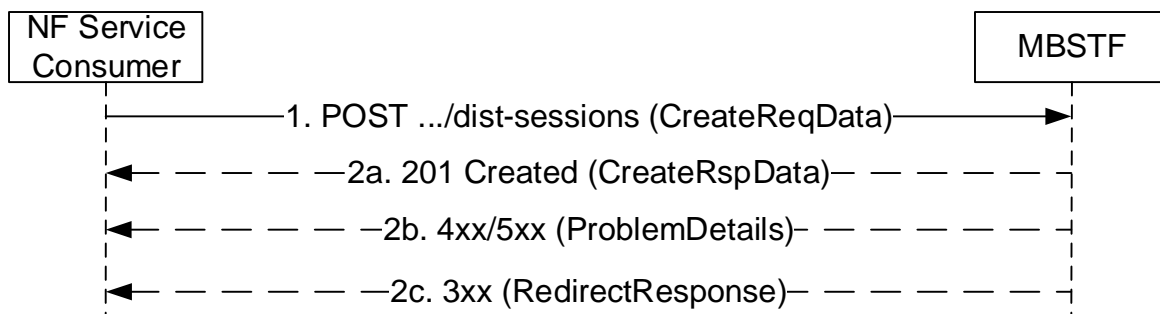 NF Service
Consumer
MBSTF
1. POST .../dist-sessions (CreateReqData)
2a. 201 Created (CreateRspData)
2b. 4xx/5xx (ProblemDetails)
2c. 3xx (RedirectResponse)